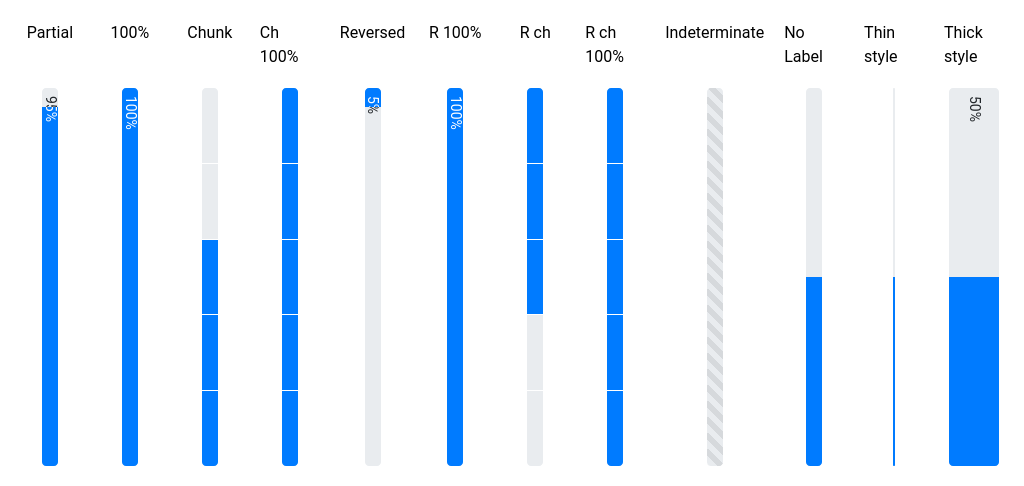 Partial
100%
Chunk
Ch
100%
Reversed
R 100%
R ch
R ch
100%
Indeterminate
No
Label
Thin
style
Thick
style
95%
100%
5%
100%
50%